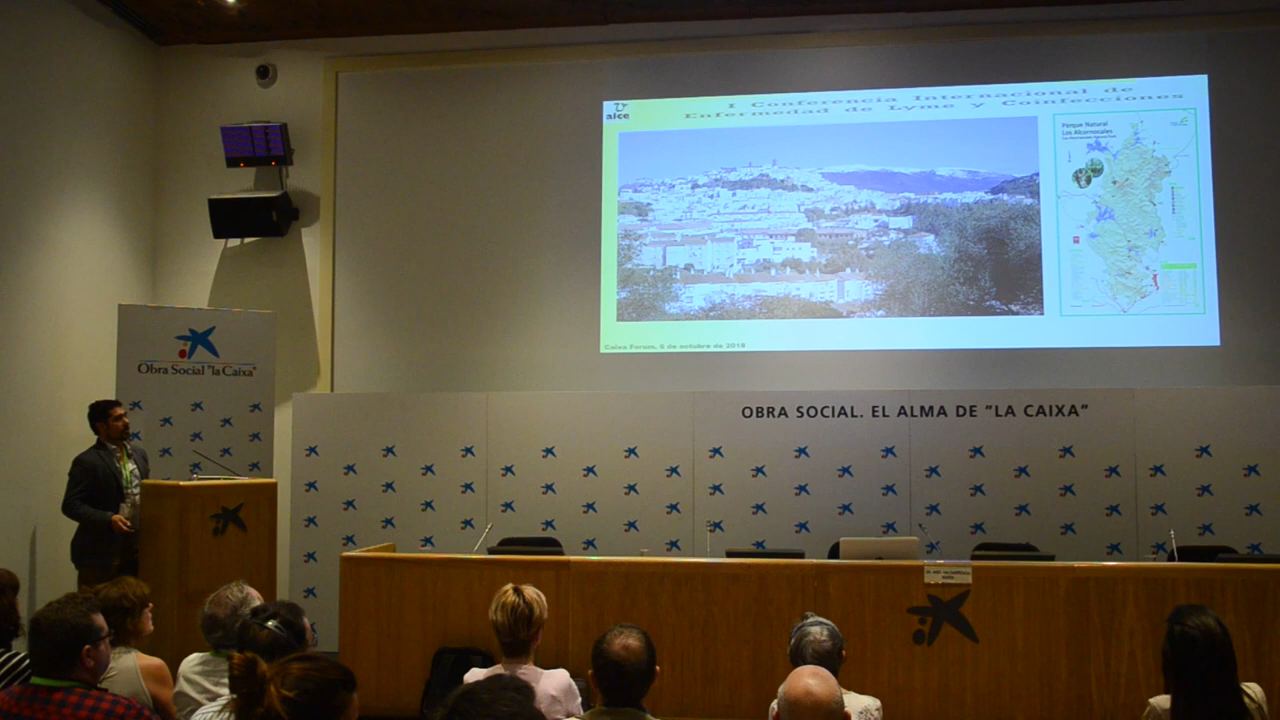 alce
I Conferencia Internacional de
Enfermedad de Lyme y Coinfecciones
Parque Natural
Los Alcornocales
Caixa Forum, 6 de octubre de 2018
Obra Social "la Caixa"
OBRA SOCIAL. EL ALMA DE "LA CAIXA"